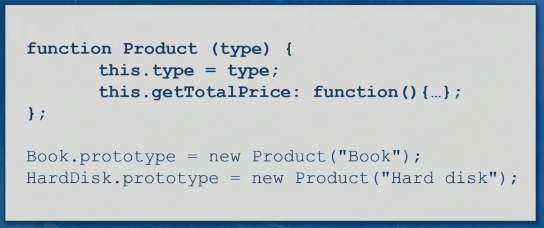 function Product (type) {
this.type = type;
this.getTotalPrice: function(){…};
};
Book.prototype = new Product("Book");
HardDisk.prototype = new Product("Hard disk");